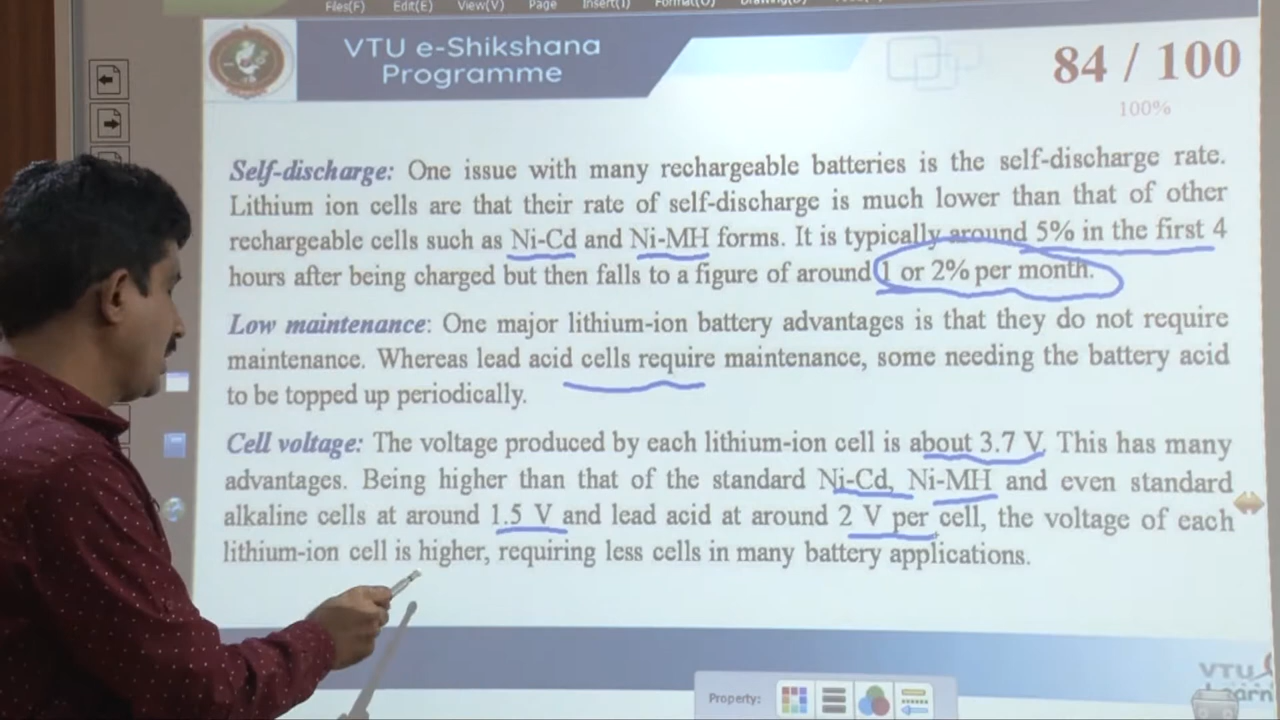 Files(F) Edit(E) View(V) Page Insert(I) Format(O)
VTU e-Shikshana
Programme
84 / 100
100%
Self-discharge: One issue with many rechargeable batteries is the self-discharge rate.
Lithium ion cells are that their rate of self-discharge is much lower than that of other
rechargeable cells such as Ni-Cd and Ni-MH forms. It is typically around 5% in the first 4
hours after being charged but then falls to a figure of around 1 or 2% per month.
Low maintenance: One major lithium-ion battery advantages is that they do not require
maintenance. Whereas lead acid cells require maintenance, some needing the battery acid
to be topped up periodically.
Cell voltage: The voltage produced by each lithium-ion cell is about 3.7 V. This has many
advantages. Being higher than that of the standard Ni-Cd, Ni-MH and even standard
alkaline cells at around 1.5 V and lead acid at around 2 V per cell, the voltage of each
lithium-ion cell is higher, requiring less cells in many battery applications.
VTU
Property: